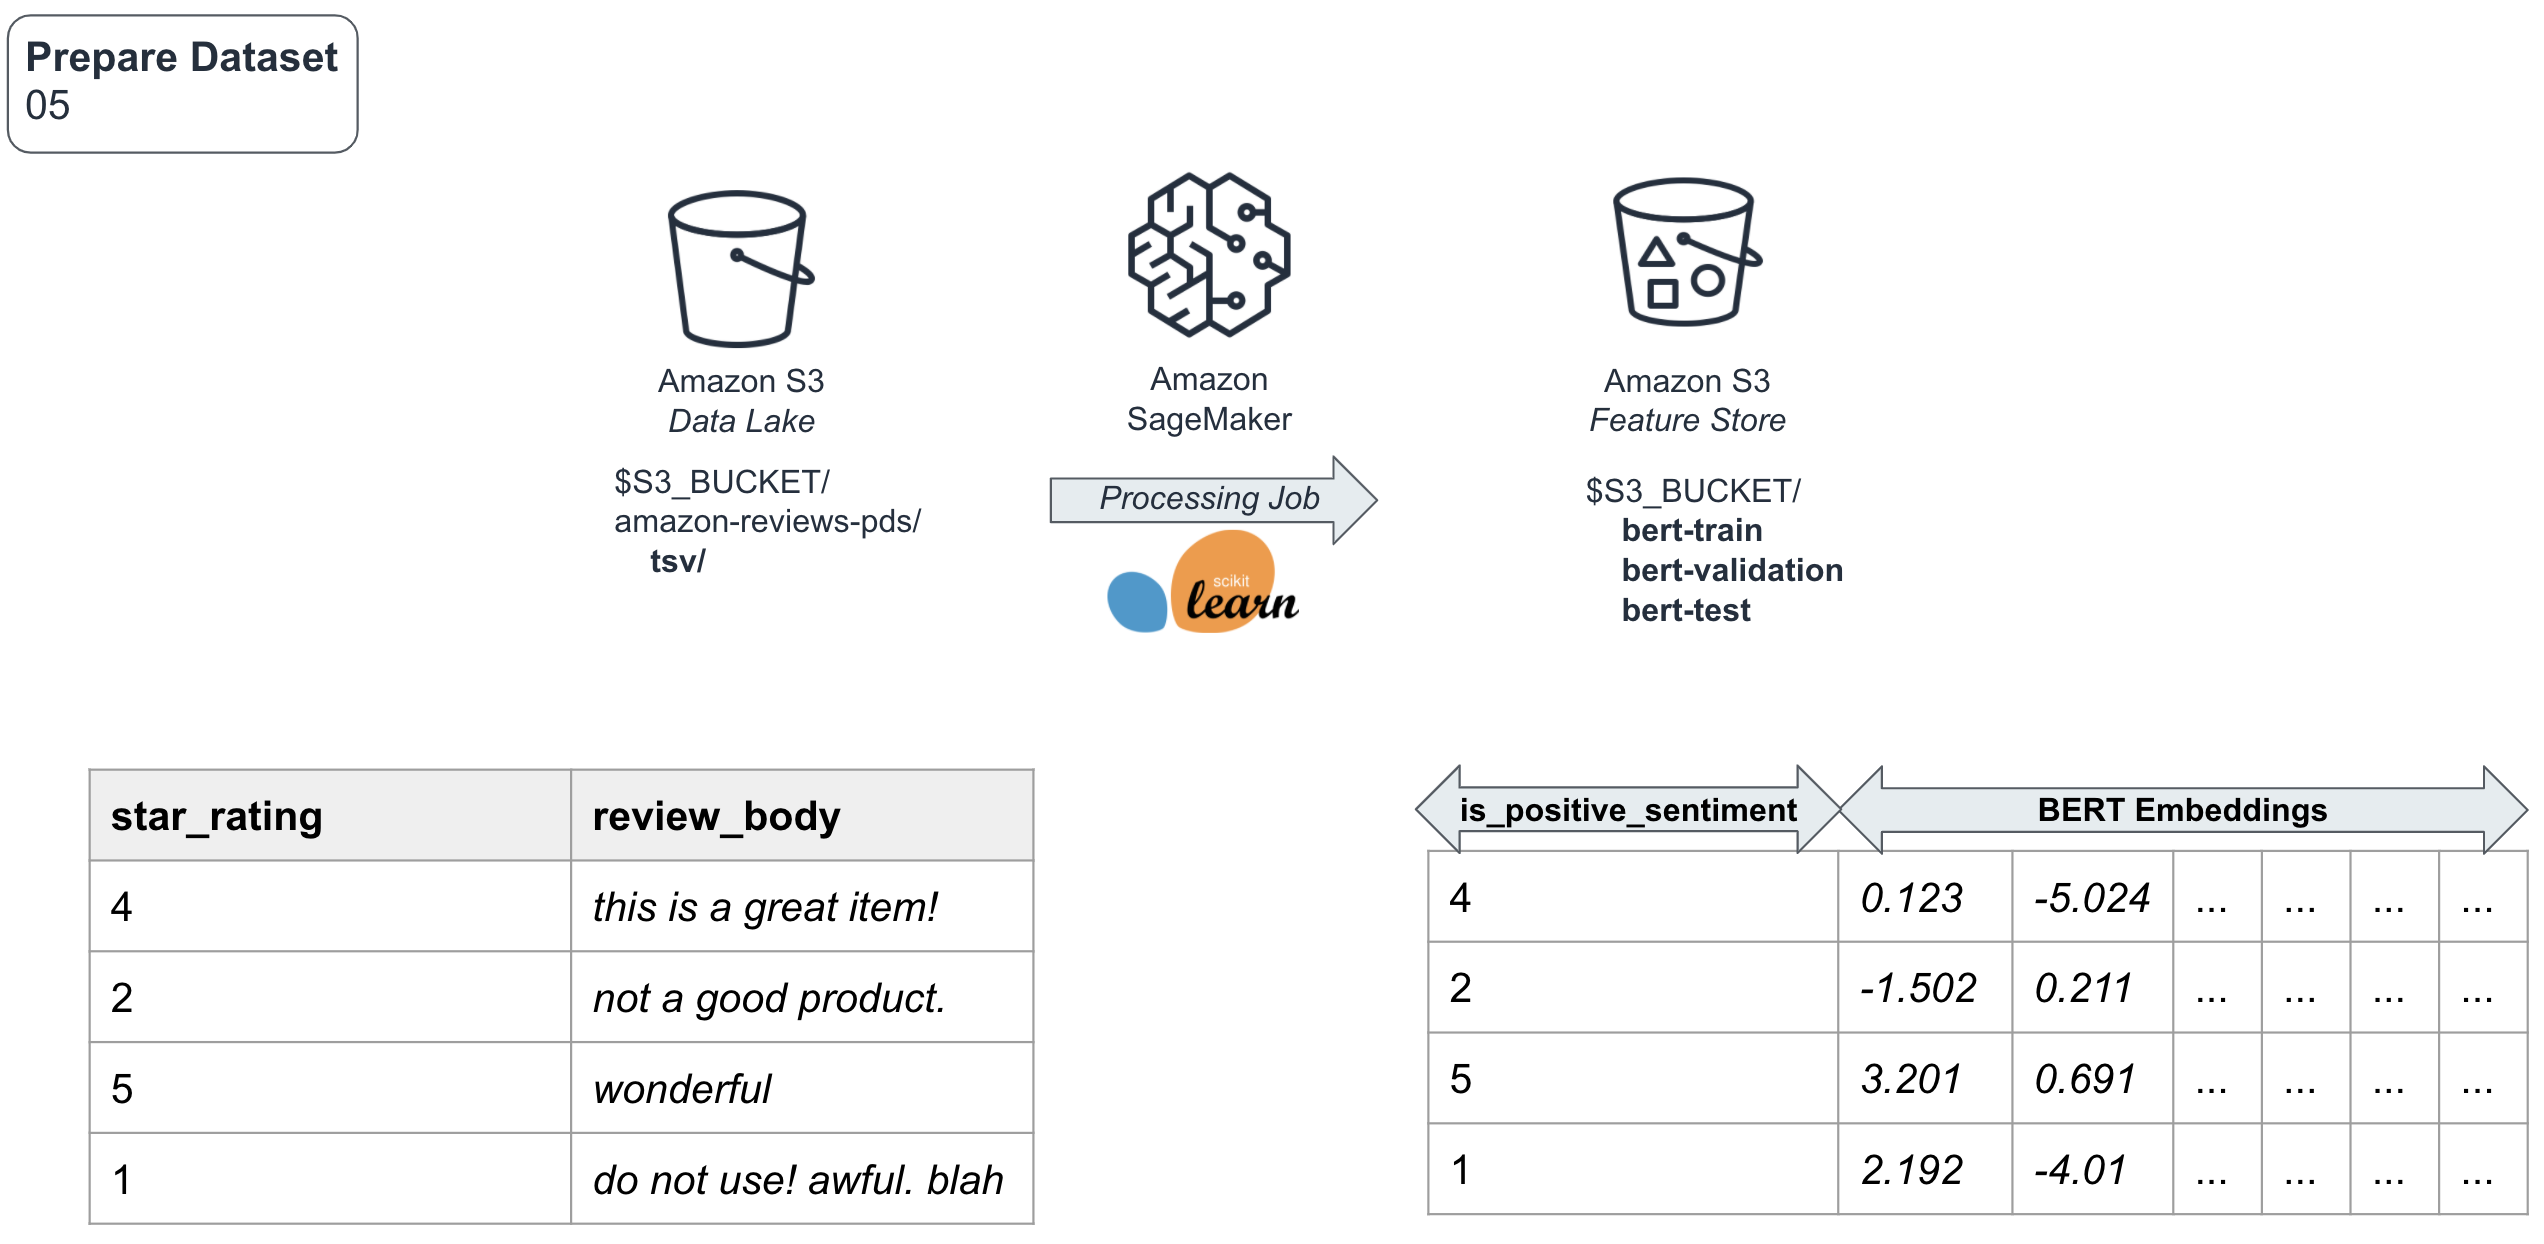 Prepare Dataset
05
Amazon S3
Data Lake
$S3_BUCKET/
amazon-reviews-pds/
tsv/
Amazon
SageMaker
Processing Job
scikit
learn
Amazon S3
Feature Store
$S3_BUCKET/
bert-train
bert-validation
bert-test
star_rating review_body
4 this is a great item!
2 not a good product.
5 wonderful
1 do not use! awful. blah
is_positive_sentiment BERT Embeddings
4 0.123 -5.024 ... ... ... ...
2 -1.502 0.211 ... ... ... ...
5 3.201 0.691 ... ... ... ...
1 2.192 -4.01 ... ... ... ...